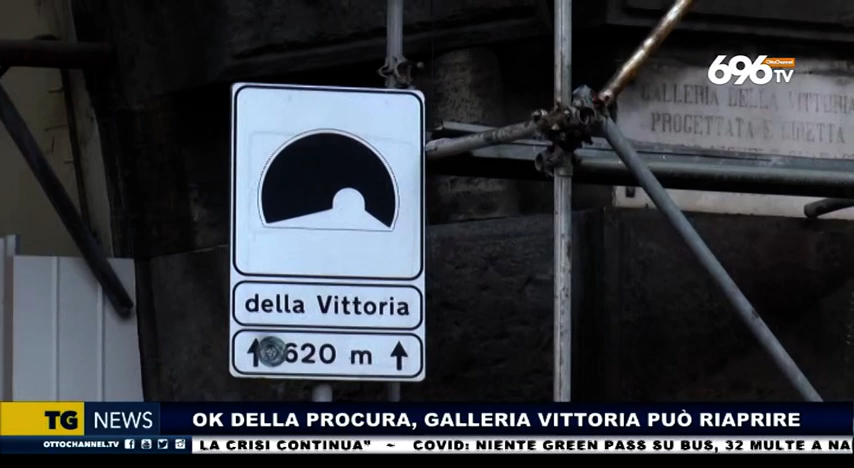 696
OttoChannel
TV
GALLERIA DELLA VITTORIA
PROGETTATA E DIRETTA
della Vittoria
620 m
TG NEWS
OK DELLA PROCURA, GALLERIA VITTORIA PUÒ RIAPRIRE
OTTOCHANNEL.TV
LA CRISI CONTINUA" ~ COVID: NIENTE GREEN PASS SU BUS, 32 MULTE A NA